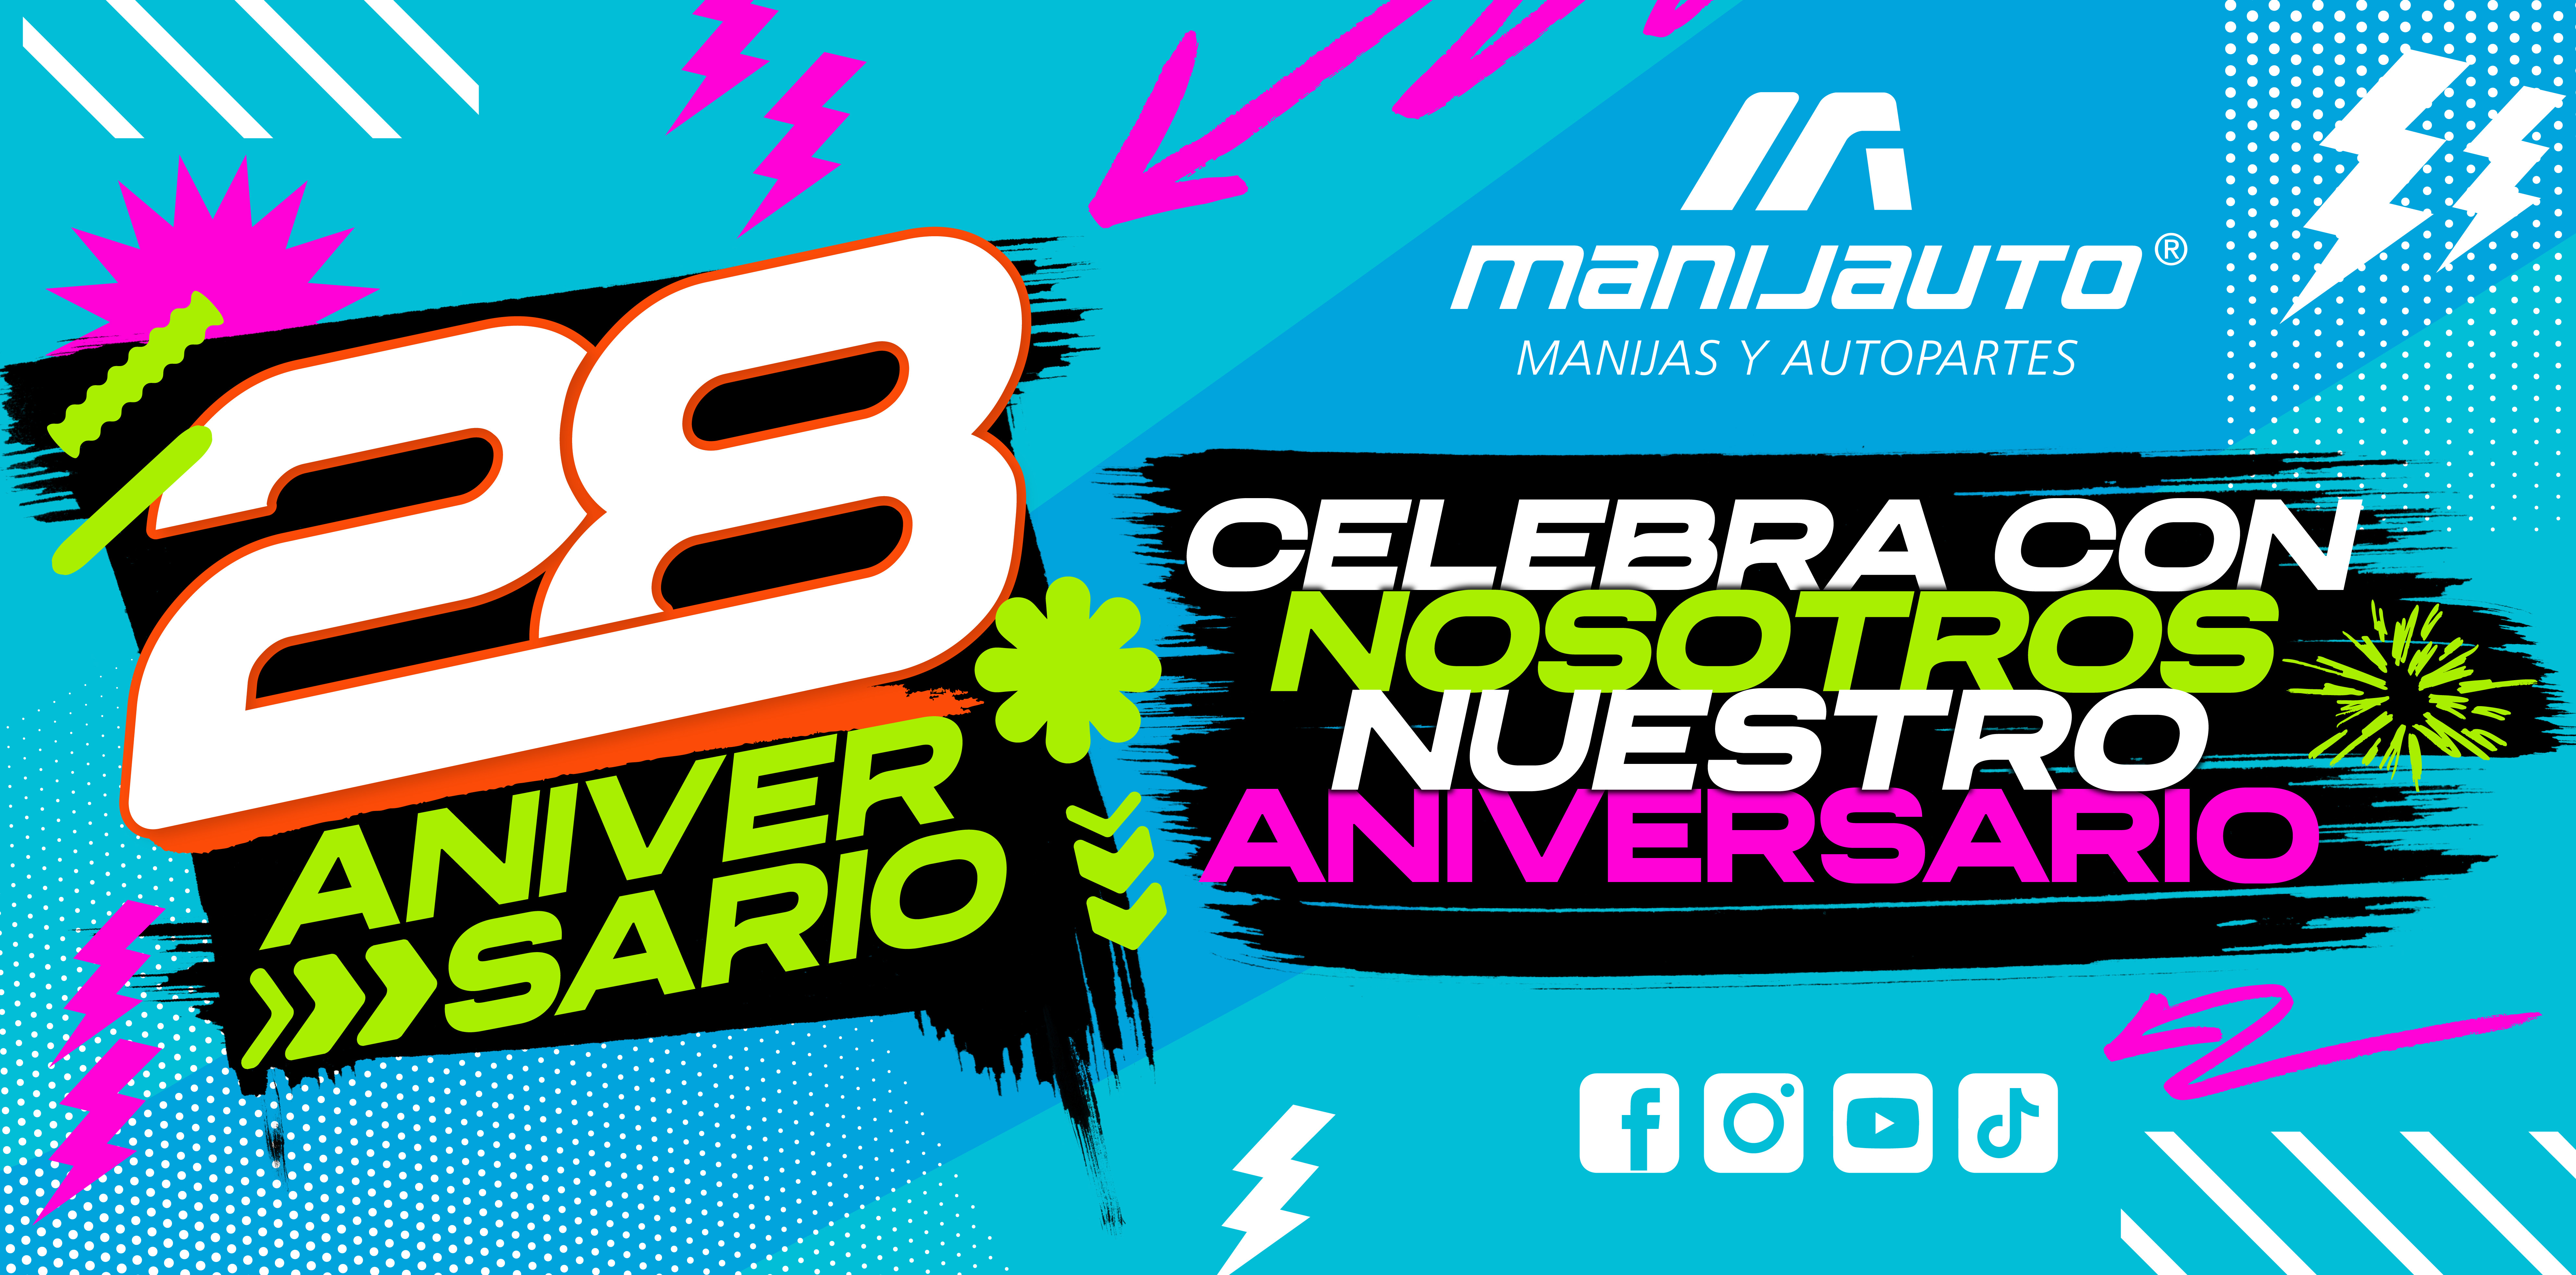 28
ANIVER
SARIO
manijauto®
MANIJAS Y AUTOPARTES
CELEBRA CON
NOSOTROS
NUESTRO
ANIVERSARIO